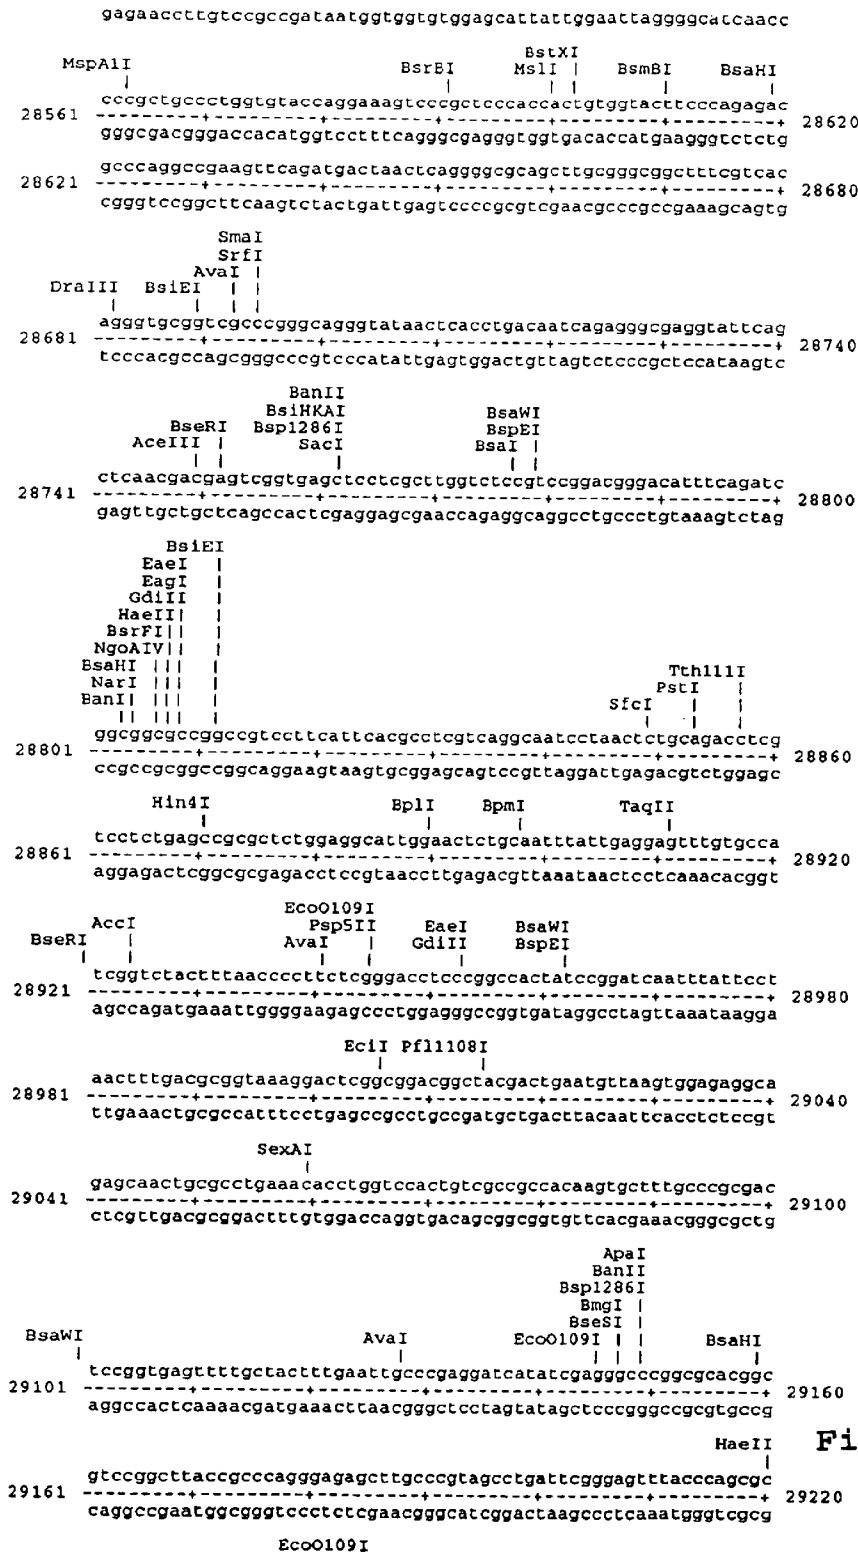 gagaaccttgtccgccgataatggtggtgtggagcattattggaattaggggcatcaacc
BstXI
MspA1I BsrBI MslI | BsmBI BsaHI
| | | | | |
cccgctgccctggtgtaccaggaaagtcccgctcccaccactgtggtacttcccagagac
28561 ---------+---------+---------+---------+---------+---------+ 28620
gggcgacgggaccacatggtcctttcagggcgagggtggtgacaccatgaagggtctctg
gcccaggccgaagttcagatgactaactcaggggcgcagcttgcgggcggctttcgtcac
28621 ---------+---------+---------+---------+---------+---------+ 28680
cgggtccggcttcaagtctactgattgagtccccgcgtcgaacgcccgccgaaagcagtg
SmaI
SrfI
AvaI |
DraIII BsiEI | |
| | | |
agggtgcggtcgcccgggcagggtataactcacctgacaatcagagggcgaggtattcag
28681 ---------+---------+---------+---------+---------+---------+ 28740
tcccacgccagcgggcccgtcccatattgagtggactgttagtctcccgctccataagtc
BanII
BsiHKAI BsaWI
BseRI Bsp1286I BspEI
AceIII | SacI BsaI |
| | | | |
ctcaacgacgagtcggtgagctcctcgcttggtctccgtccggacgggacatttcagatc
28741 ---------+---------+---------+---------+---------+---------+ 28800
gagttgctgctcagccactcgaggagcgaaccagaggcaggcctgccctgtaaagtctag
BsiEI
EaeI |
EagI |
GdiII |
HaeII| |
BsrFI|| |
NgoAIV|| |
BsaHI ||| | Tth111I
NarI ||| | PstI |
BanI| ||| | SfcI | |
|| ||| | | | |
ggcggcgccggccgtccttcattcacgcctcgtcaggcaatcctaactctgcagacctcg
28801 ---------+---------+---------+---------+---------+---------+ 28860
ccgccgcggccggcaggaagtaagtgcggagcagtccgttaggattgagacgtctggagc
Hin4I BplI BpmI TaqII
| | | |
tcctctgagccgcgctctggaggcattggaactctgcaatttattgaggagtttgtgcca
28861 ---------+---------+---------+---------+---------+---------+ 28920
aggagactcggcgcgagacctccgtaaccttgagacgttaaataactcctcaaacacggt
EcoO109I
AccI Psp5II EaeI BsaWI
BseRI | AvaI | GdiII BspEI
| | | | | |
tcggtctactttaaccccttctcgggacctcccggccactatccggatcaatttattcct
28921 ---------+---------+---------+---------+---------+---------+ 28980
agccagatgaaattggggaagagccctggagggccggtgataggcctagttaaataagga
EciI Pfl1108I
| |
aactttgacgcggtaaaggactcggcggacggctacgactgaatgttaagtggagaggca
28981 ---------+---------+---------+---------+---------+---------+ 29040
ttgaaactgcgccatttcctgagccgcctgccgatgctgacttacaattcacctctccgt
SexAI
|
gagcaactgcgcctgaaacacctggtccactgtcgccgccacaagtgctttgcccgcgac
29041 ---------+---------+---------+---------+---------+---------+ 29100
ctcgttgacgcggactttgtggaccaggtgacagcggcggtgttcacgaaacgggcgctg
ApaI
BanII
Bsp1286I
BmgI |
BseSI |
BsaWI AvaI EcoO109I | | BsaHI
| | | | | |
tccggtgagttttgctactttgaattgcccgaggatcatatcgagggcccggcgcacggc
29101 ---------+---------+---------+---------+---------+---------+ 29160
aggccactcaaaacgatgaaacttaacgggctcctagtatagctcccgggccgcgtgccg
HaeII Fi
|
gtccggcttaccgcccagggagagcttgcccgtagcctgattcgggagtttacccagcgc
29161 ---------+---------+---------+---------+---------+---------+ 29220
caggccgaatggcgggtccctctcgaacgggcatcggactaagccctcaaatgggtcgcg
EcoO109I